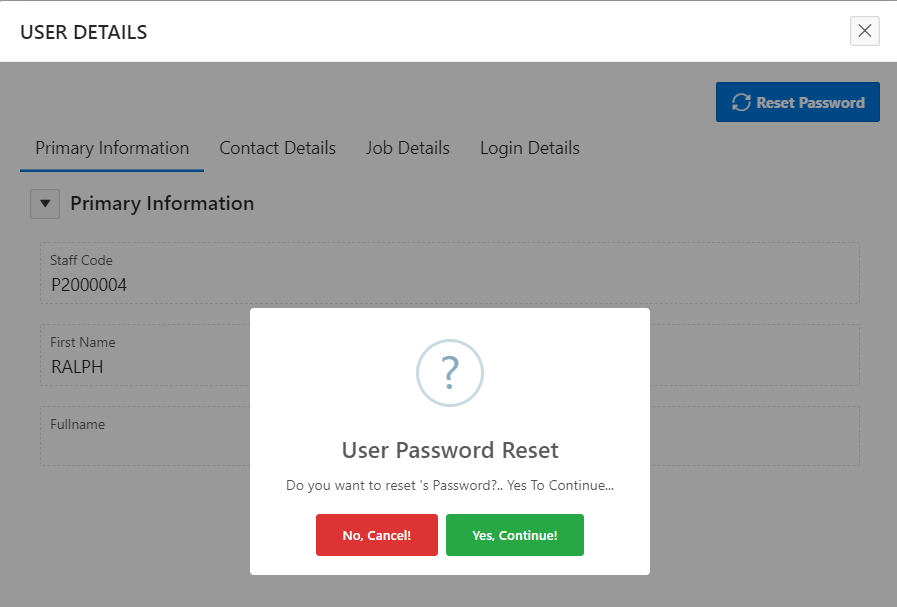 USER DETAILS
Reset Password
Primary Information Contact Details Job Details Login Details
Primary Information
Staff Code
P2000004
First Name
RALPH
Fullname
?
User Password Reset
Do you want to reset 's Password?.. Yes To Continue...
No, Cancel! Yes, Continue!